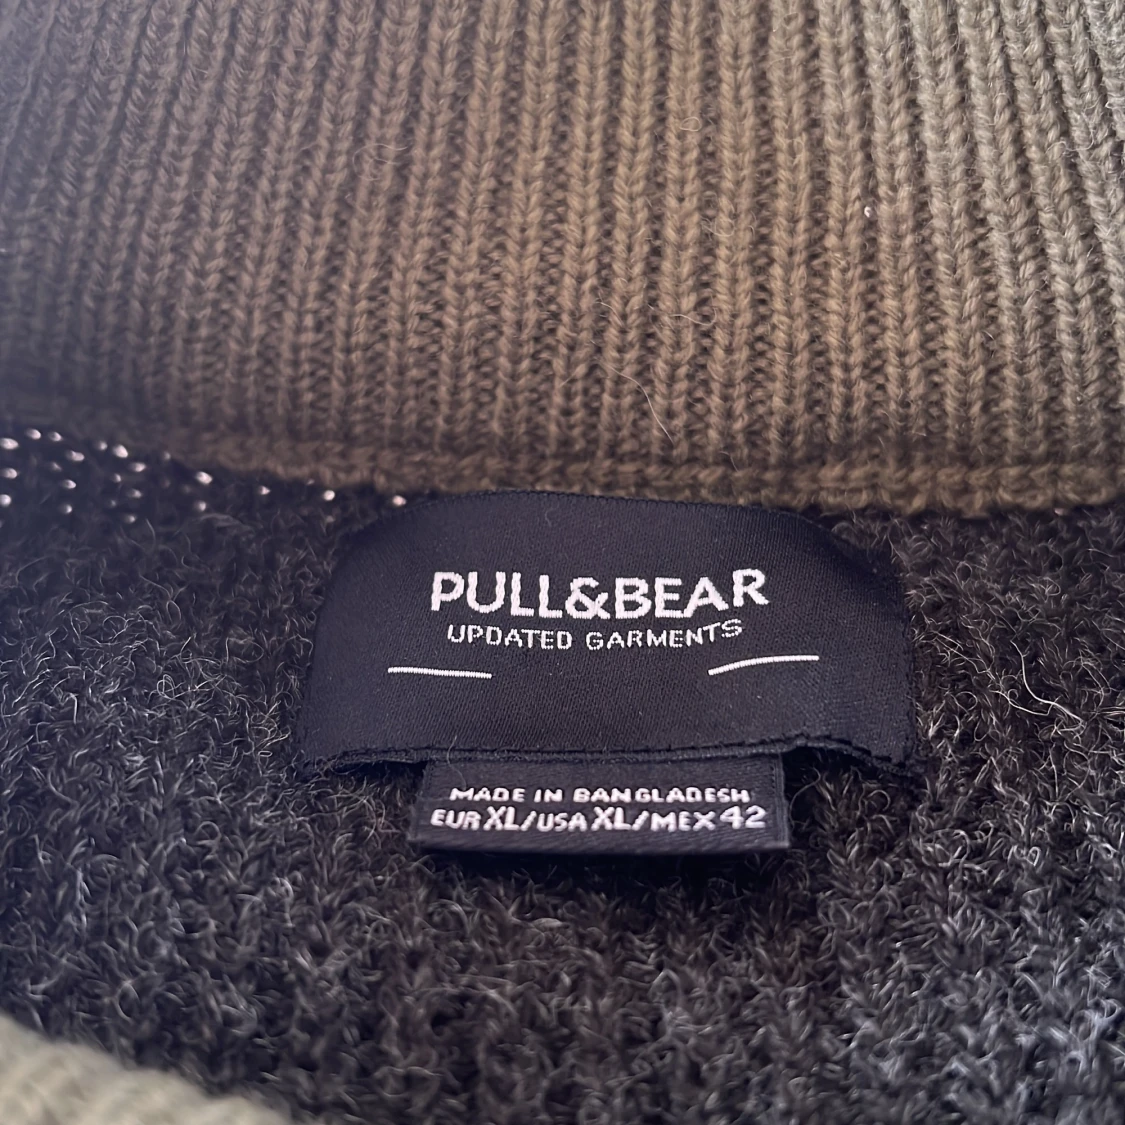 PULL&BEAR
UPDATED GARMENTS
MADE IN BANGLADESH
EUR XL/USA XL/MEX 42